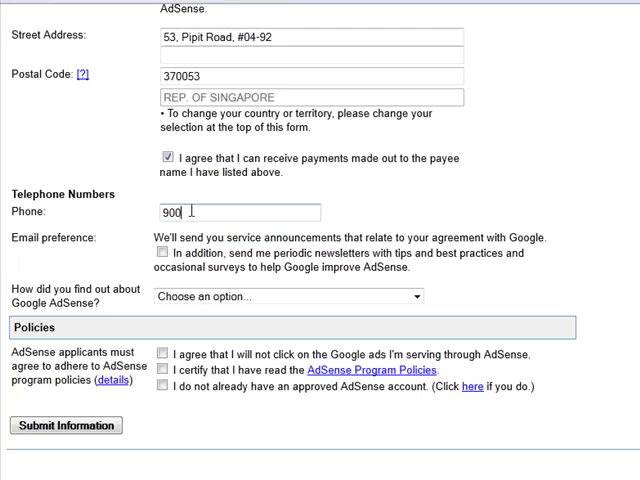 AdSense.
Street Address:
53, Pipit Road, #04-92
Postal Code: [?]
370053
REP. OF SINGAPORE
• To change your country or territory, please change your
selection at the top of this form.
I agree that I can receive payments made out to the payee
name I have listed above.
Telephone Numbers
Phone:
900
Email preference:
We'll send you service announcements that relate to your agreement with Google.
In addition, send me periodic newsletters with tips and best practices and
occasional surveys to help Google improve AdSense.
How did you find out about
Google AdSense?
Choose an option...
Policies
AdSense applicants must
agree to adhere to AdSense
program policies (details)
I agree that I will not click on the Google ads I'm serving through AdSense.
I certify that I have read the AdSense Program Policies.
I do not already have an approved AdSense account. (Click here if you do.)
Submit Information